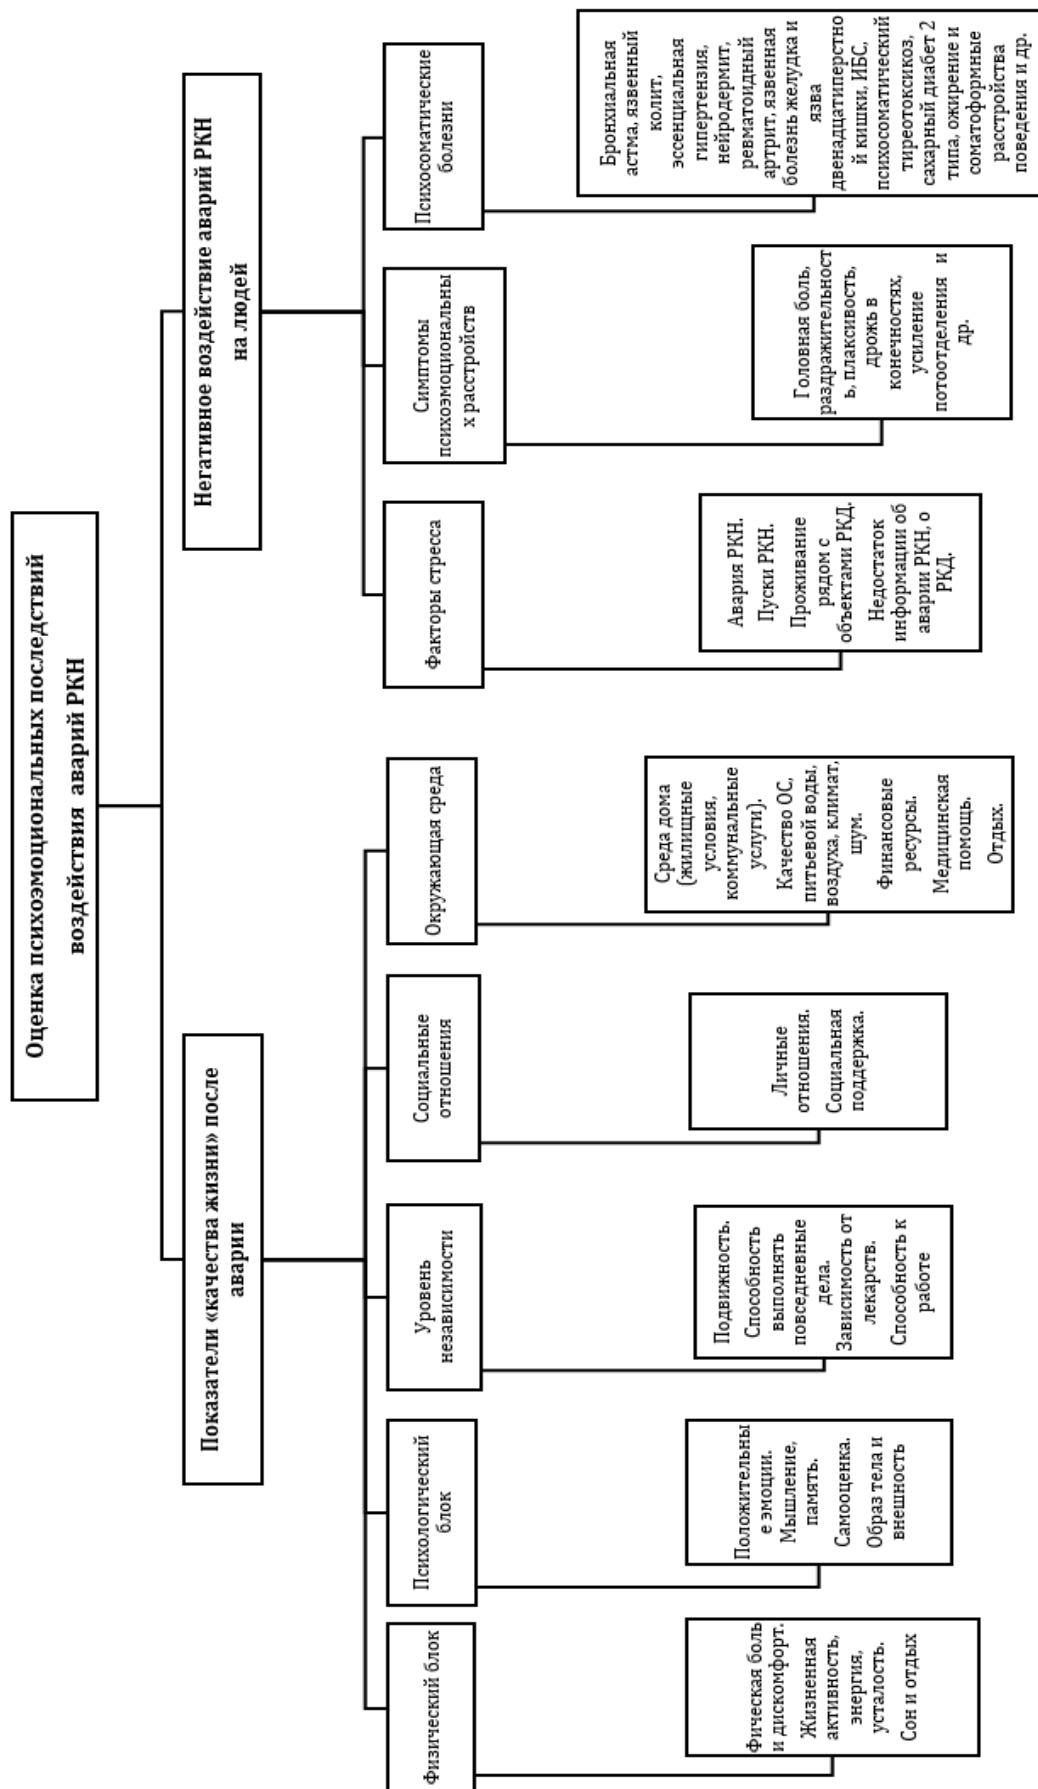 Оценка психоэмоциональных последствий
воздействия аварий РКН
Показатели «качества жизни» после
аварии
Негативное воздействие аварий РКН
на людей
Физический блок
Психологический
блок
Уровень
независимости
Социальные
отношения
Окружающая среда
Факторы стресса
Симптомы
психоэмоциональны
х расстройств
Психосоматические
болезни
Фическая боль
и дискомфорт.
Жизненная
активность,
энергия,
усталость.
Сон и отдых
Положительны
е эмоции.
Мышление,
память.
Самооценка.
Образ тела и
внешность
Подвижность.
Способность
выполнять
повседневные
дела.
Зависимость от
лекарств.
Способность к
работе
Личные
отношения.
Социальная
поддержка.
Среда дома
(жилищные
условия,
коммунальные
услуги).
Качество ОС,
питьевой воды,
воздуха, климат,
шум.
Финансовые
ресурсы.
Медицинская
помощь.
Отдых.
Авария РКН.
Пуски РКН.
Проживание
рядом с
объектами РКД.
Недостаток
информации об
аварии РКН, о
РКД.
Головная боль,
раздражительност
ь, плаксивость,
дрожь в
конечностях,
усиление
потоотделения и
др.
Бронхиальная
астма, язвенный
колит,
эссенциальная
гипертензия,
нейродермит,
ревматоидный
артрит, язвенная
болезнь желудка и
язва
двенадцатиперстно
й кишки, ИБС,
психосоматический
тиреотоксикоз,
сахарный диабет 2
типа, ожирение и
соматоформные
расстройства
поведения и др.